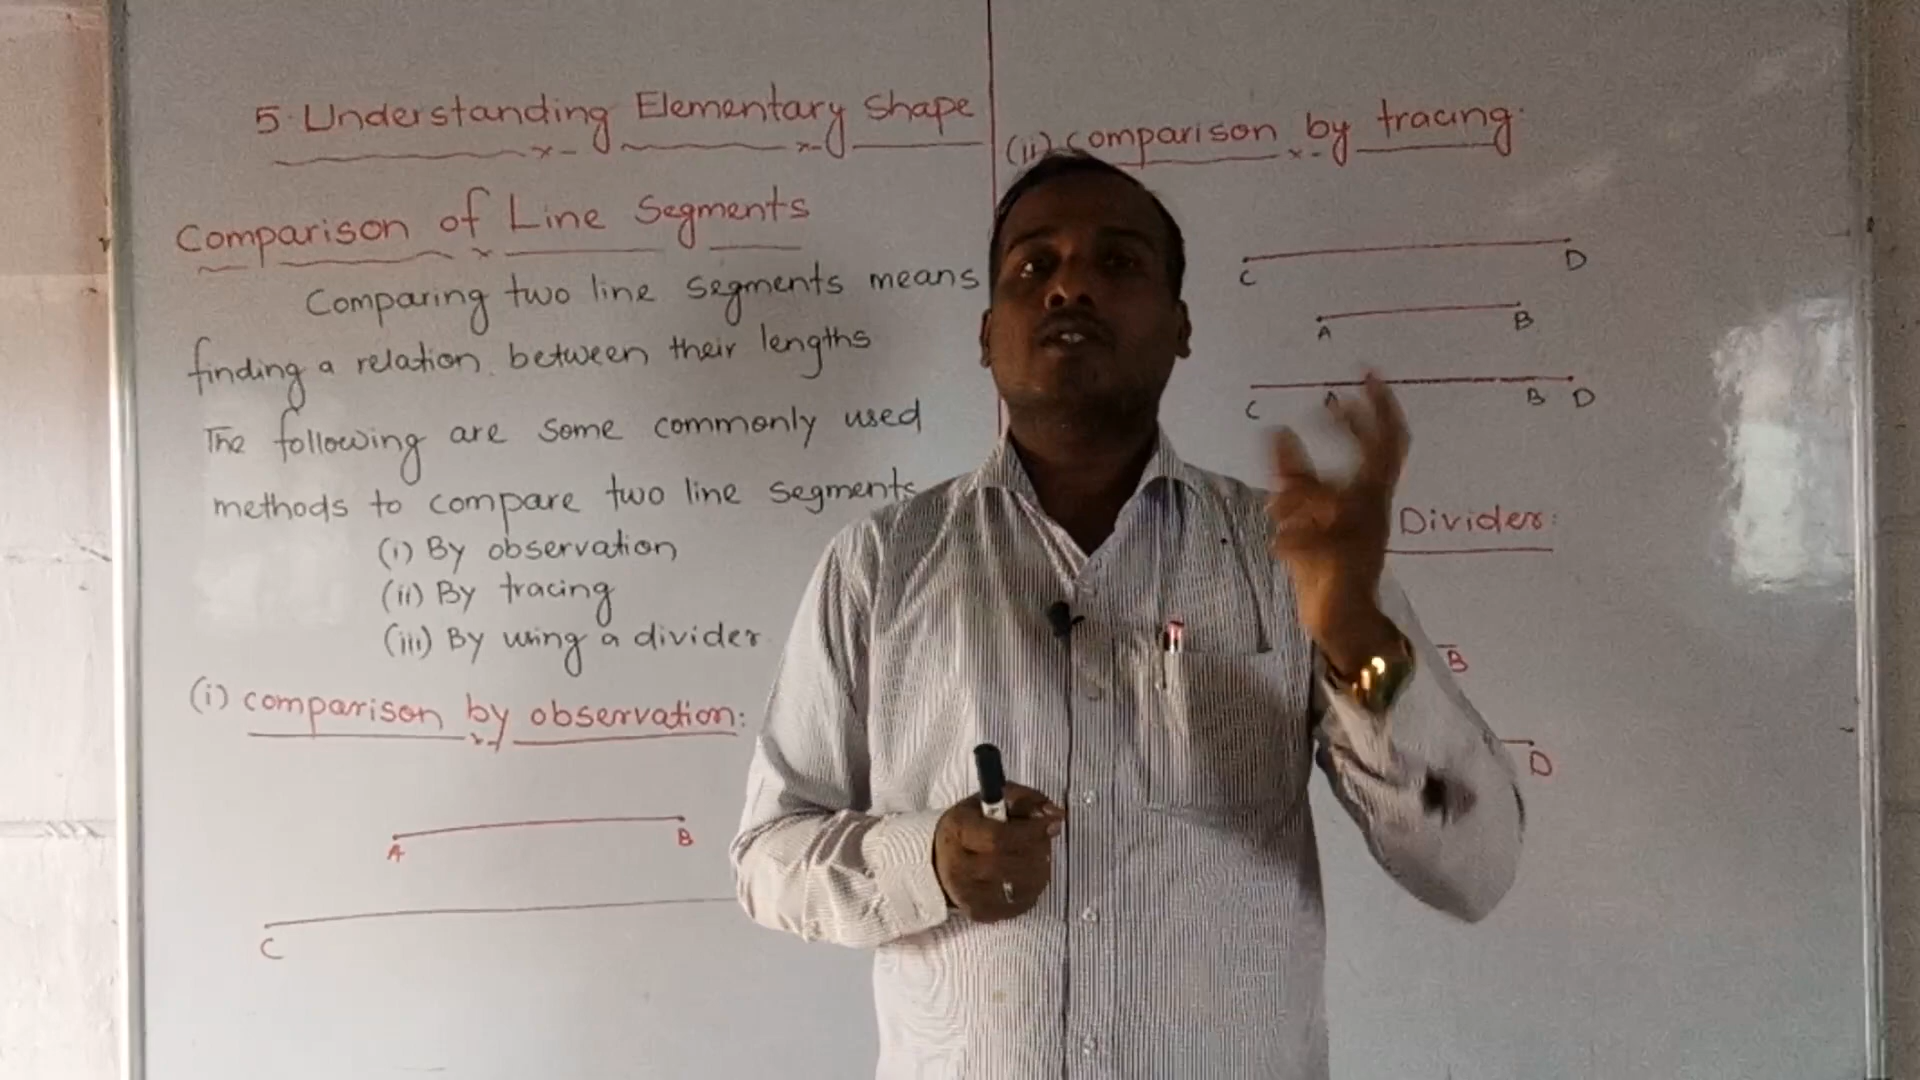 5. Understanding Elementary shape
Comparison of Line Segments
Comparing two line segments means
finding a relation between their lengths
The following are some commonly used
methods to compare two line segments
(i) By observation
(ii) By tracing
(iii) By using a divider
(i) comparison by observation:
A B
C
(ii) comparison by tracing:
C D
A B
C A B D
Divider:
B
D